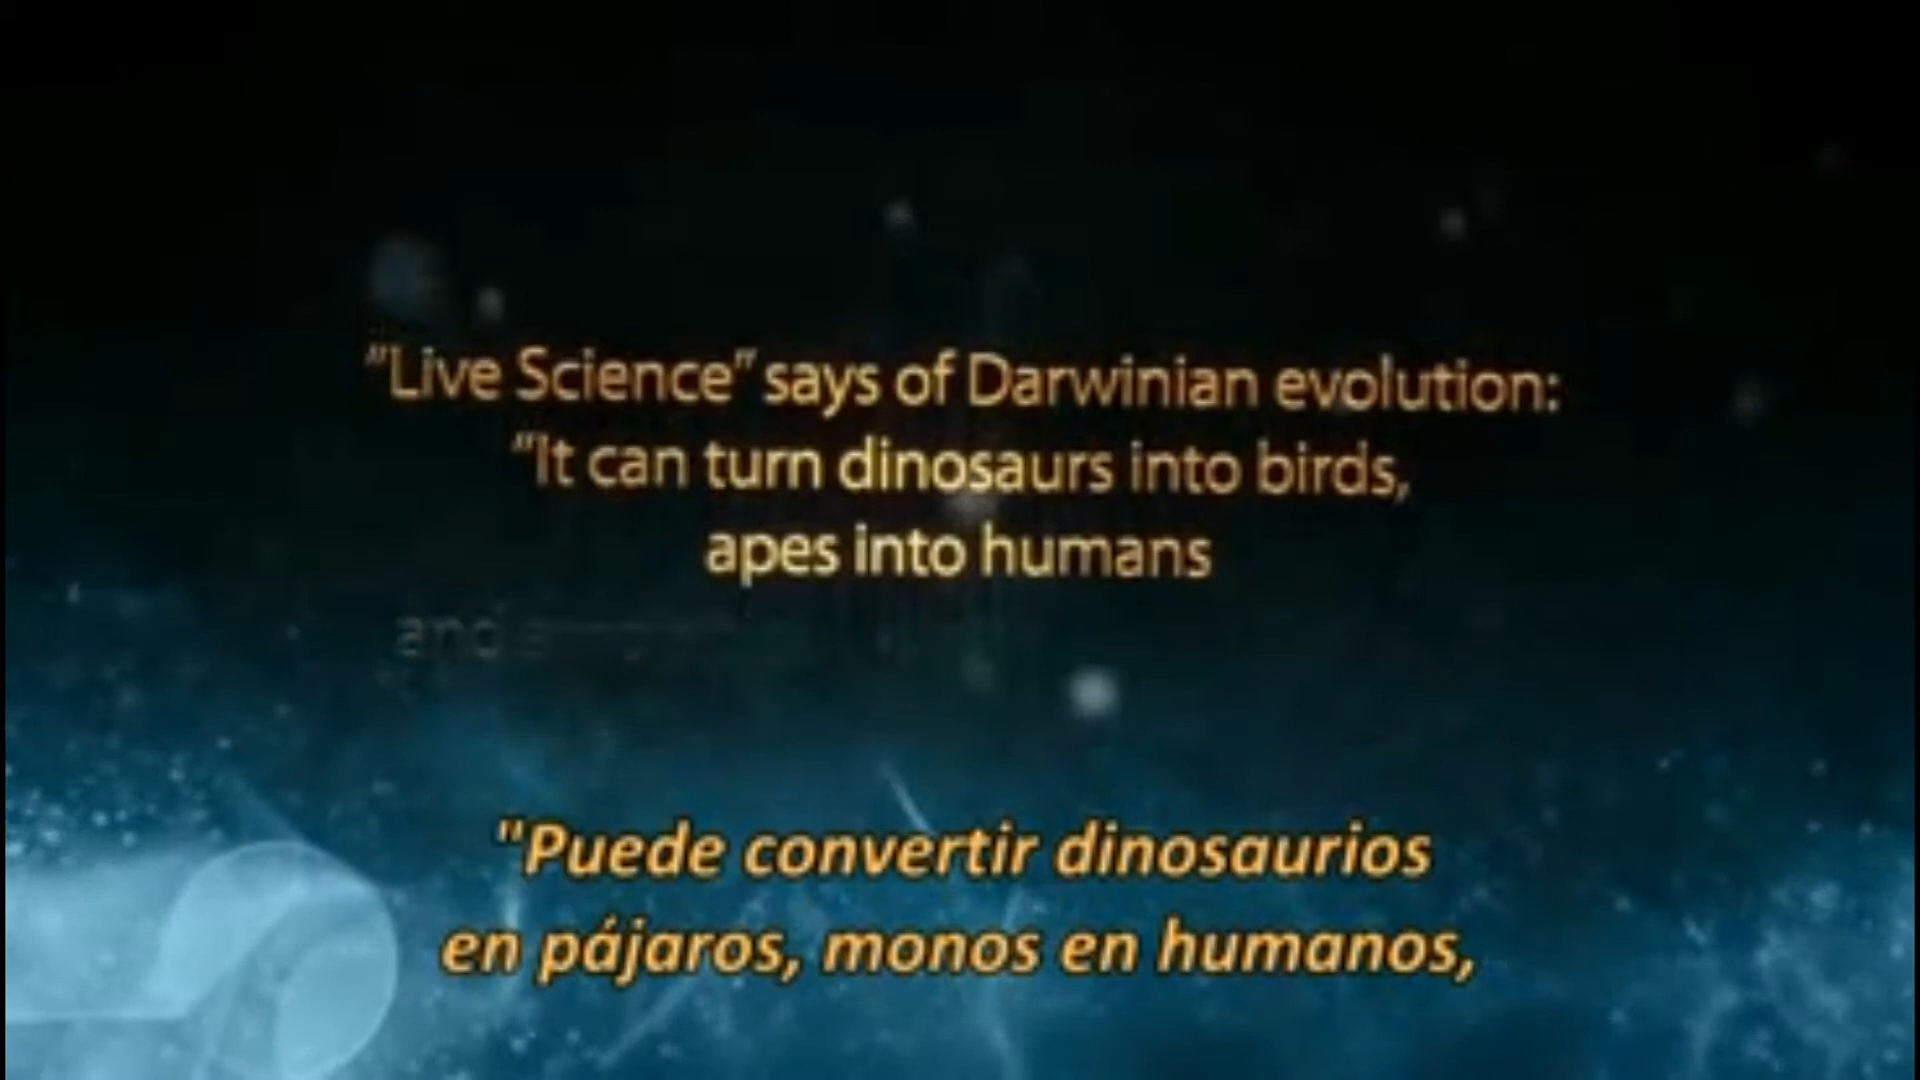 "Live Science" says of Darwinian evolution:
"It can turn dinosaurs into birds,
apes into humans
and
"Puede convertir dinosaurios
en pájaros, monos en humanos,